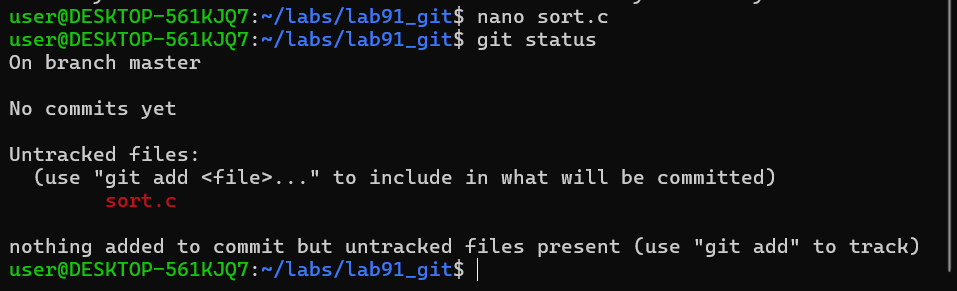 user@DESKTOP-561KJQ7:~/labs/lab91_git$ nano sort.c
user@DESKTOP-561KJQ7:~/labs/lab91_git$ git status
On branch master
No commits yet
Untracked files:
  (use "git add <file>..." to include in what will be committed)
        sort.c
nothing added to commit but untracked files present (use "git add" to track)
user@DESKTOP-561KJQ7:~/labs/lab91_git$